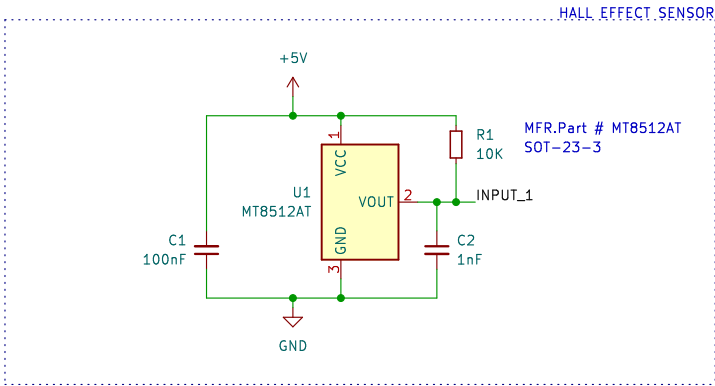 HALL EFFECT SENSOR
+5V
1
VCC
R1
10K
MFR.Part # MT8512AT
SOT-23-3
U1
MT8512AT
VOUT
2
INPUT_1
GND
3
C1
100nF
C2
1nF
GND